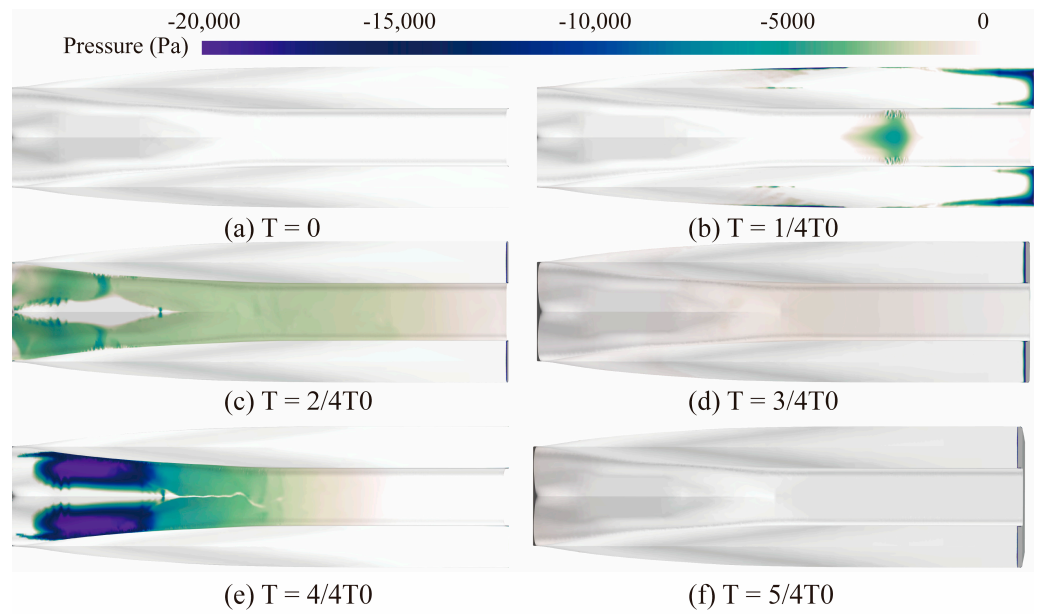 -20,000 -15,000 -10,000 -5000 0
Pressure (Pa)
(a) T = 0
(b) T = 1/4T0
(c) T = 2/4T0
(d) T = 3/4T0
(e) T = 4/4T0
(f) T = 5/4T0